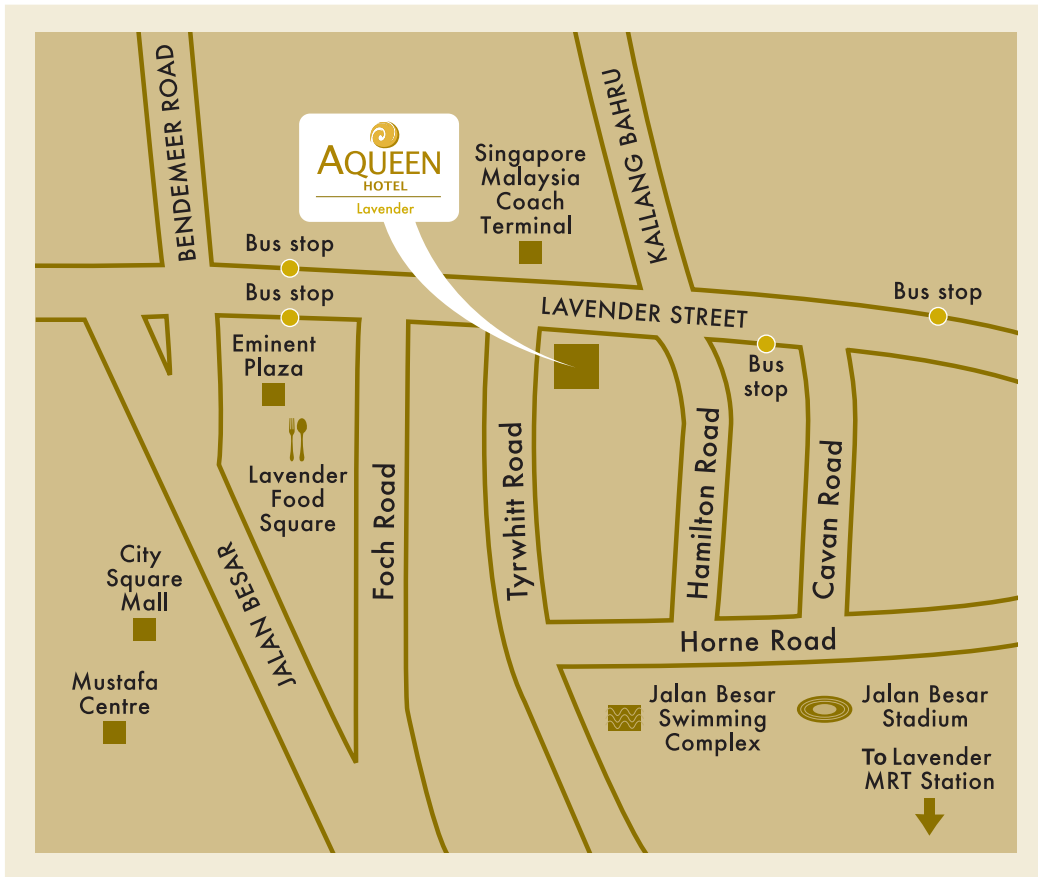 BENDEMEER ROAD
KALLANG BAHRU
AQUEEN
HOTEL
Lavender
Singapore
Malaysia
Coach
Terminal
Bus stop
Bus stop
LAVENDER STREET
Bus stop
Bus
stop
Eminent
Plaza
Lavender
Food
Square
Foch Road
Tyrwhitt Road
Hamilton Road
Cavan Road
City
Square
Mall
JALAN BESAR
Horne Road
Mustafa
Centre
Jalan Besar
Swimming
Complex
Jalan Besar
Stadium
To Lavender
MRT Station